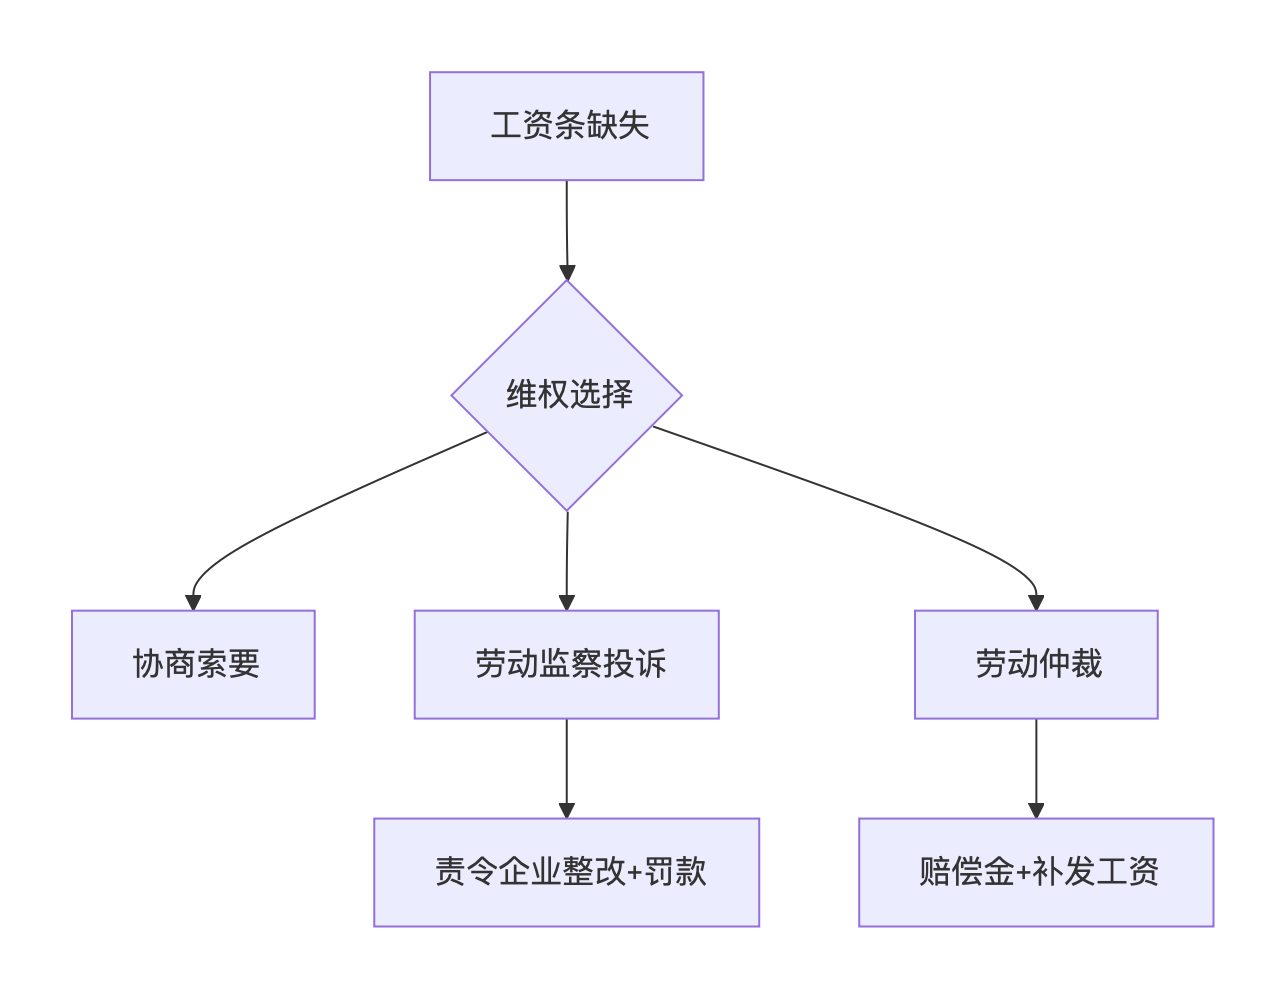 工资条缺失
维权选择
协商索要
劳动监察投诉
劳动仲裁
责令企业整改+罚款
赔偿金+补发工资